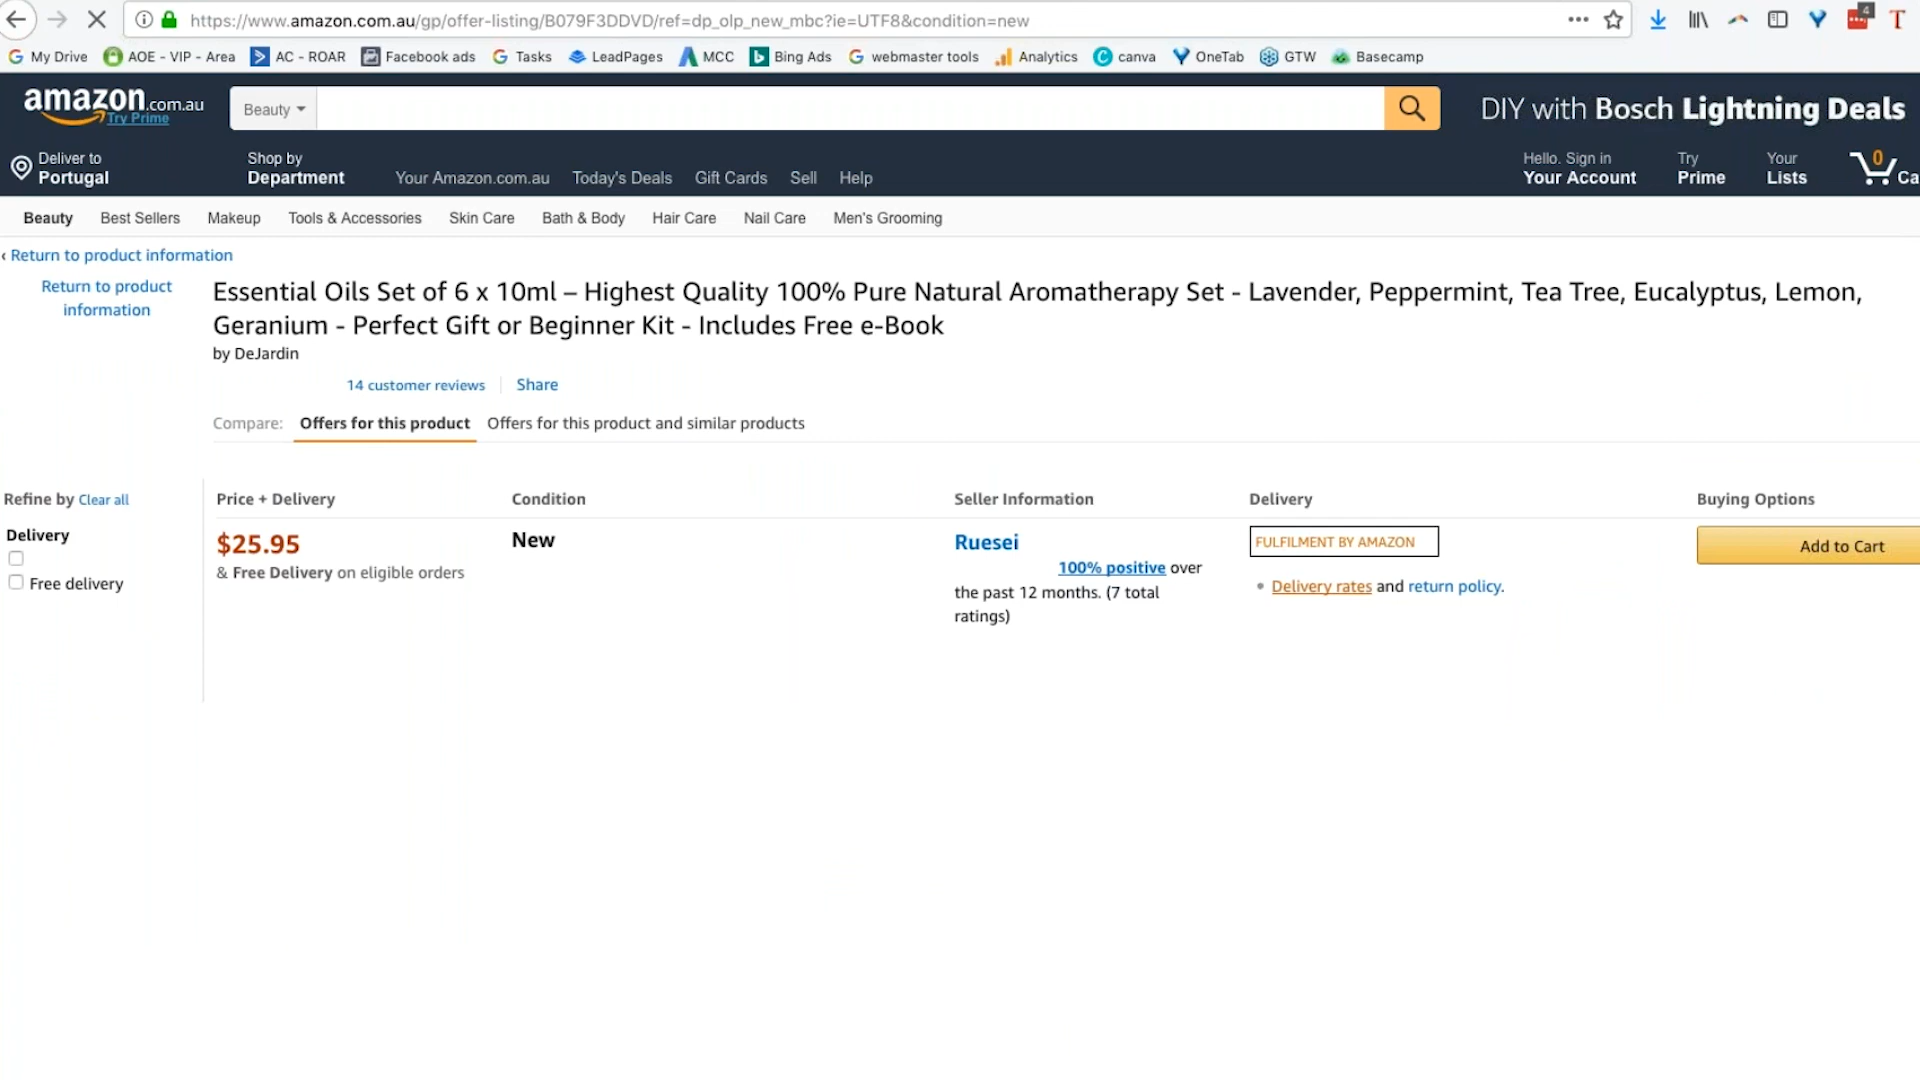 https://www.amazon.com.au/gp/offer-listing/B079F3DDVD/ref=dp_olp_new_mbc?ie=UTF8&condition=new
4
T
My Drive AOE - VIP - Area AC - ROAR Facebook ads Tasks LeadPages MCC Bing Ads webmaster tools Analytics canva OneTab GTW Basecamp
amazon.com.au
Try Prime
Beauty
DIY with Bosch Lightning Deals
Deliver to
Portugal
Shop by
Department
Your Amazon.com.au Today's Deals Gift Cards Sell Help
Hello. Sign in
Your Account
Try
Prime
Your
Lists
0
Ca
Beauty Best Sellers Makeup Tools & Accessories Skin Care Bath & Body Hair Care Nail Care Men's Grooming
‹ Return to product information
Return to product
information
Essential Oils Set of 6 x 10ml – Highest Quality 100% Pure Natural Aromatherapy Set - Lavender, Peppermint, Tea Tree, Eucalyptus, Lemon,
Geranium - Perfect Gift or Beginner Kit - Includes Free e-Book
by DeJardin
14 customer reviews Share
Compare: Offers for this product Offers for this product and similar products
Refine by Clear all
Delivery
Free delivery
Price + Delivery Condition Seller Information Delivery Buying Options
$25.95
& Free Delivery on eligible orders
New
Ruesei
100% positive over
the past 12 months. (7 total
ratings)
FULFILMENT BY AMAZON
• Delivery rates and return policy.
Add to Cart